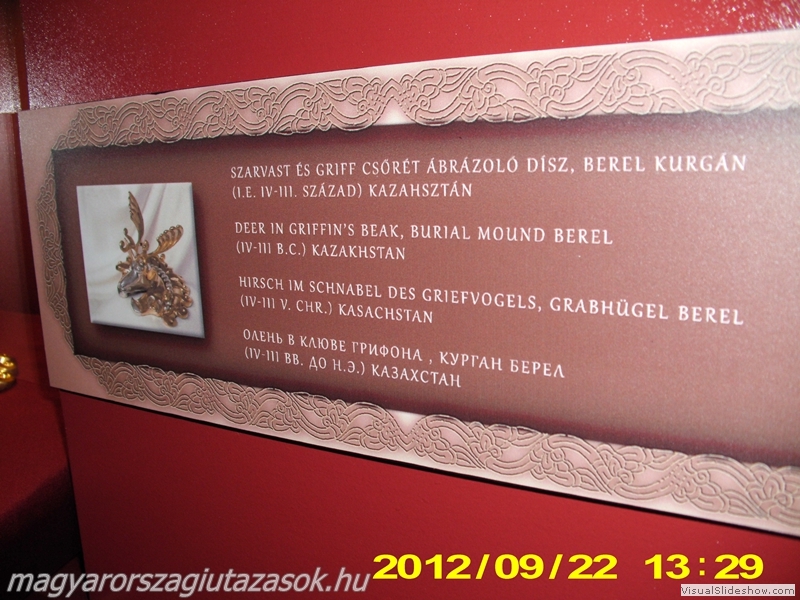 SZARVAST ÉS GRIFF CSŐRÉT ÁBRÁZOLÓ DÍSZ, BEREL KURGÁN
(I.E. IV-III. SZÁZAD) KAZAHSZTÁN
DEER IN GRIFFIN'S BEAK, BURIAL MOUND BEREL
(IV-III B.C.) KAZAKHSTAN
HIRSCH IM SCHNABEL DES GRIEFVOGELS, GRABHÜGEL BEREL
(IV-III V. CHR.) KASACHSTAN
ОЛЕНЬ В КЛЮВЕ ГРИФОНА , КУРГАН БЕРЕЛ
(IV-III ВВ. ДО Н.Э.) КАЗАХСТАН
2012/09/22 13:29
magyarorszagiutazasok.hu
VisualSlideshow.com